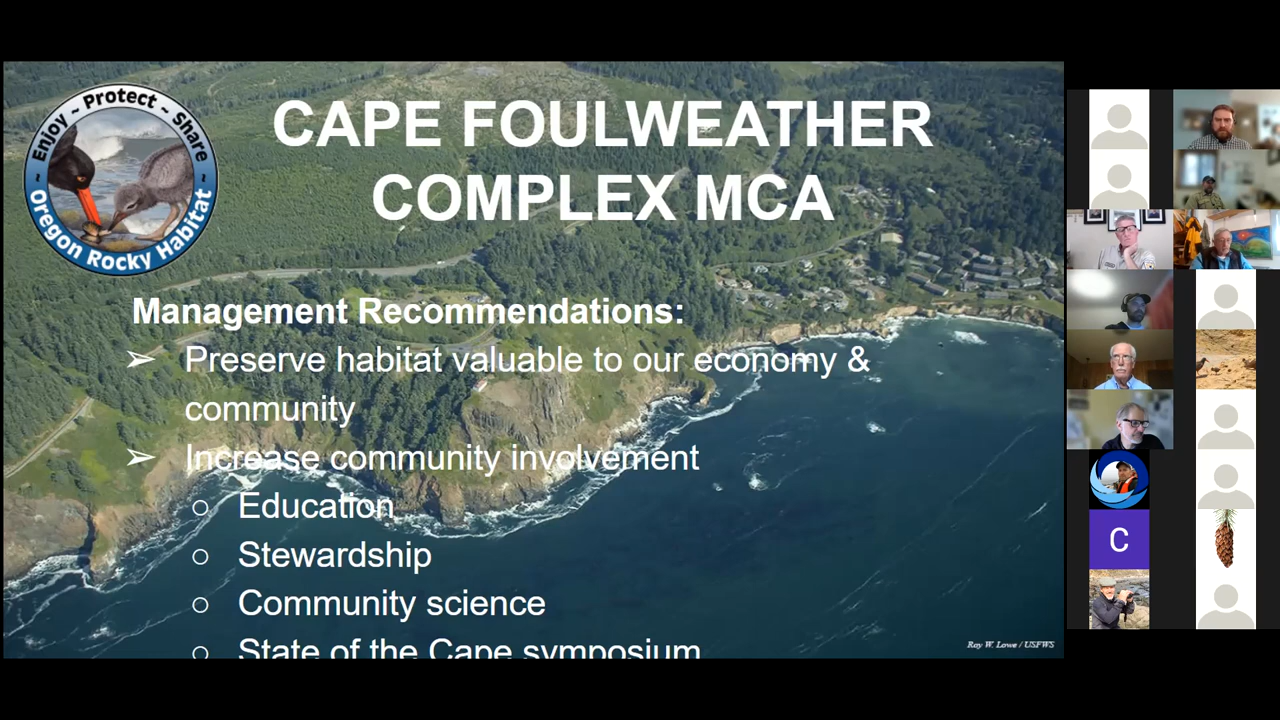 Enjoy ~ Protect ~ Share
~ Oregon Rocky Habitat ~
CAPE FOULWEATHER
COMPLEX MCA
Management Recommendations:
➢ Preserve habitat valuable to our economy &
community
➢ Increase community involvement
○ Education
○ Stewardship
○ Community science
○ State of the Cape symposium
Roy W. Lowe / USFWS
C